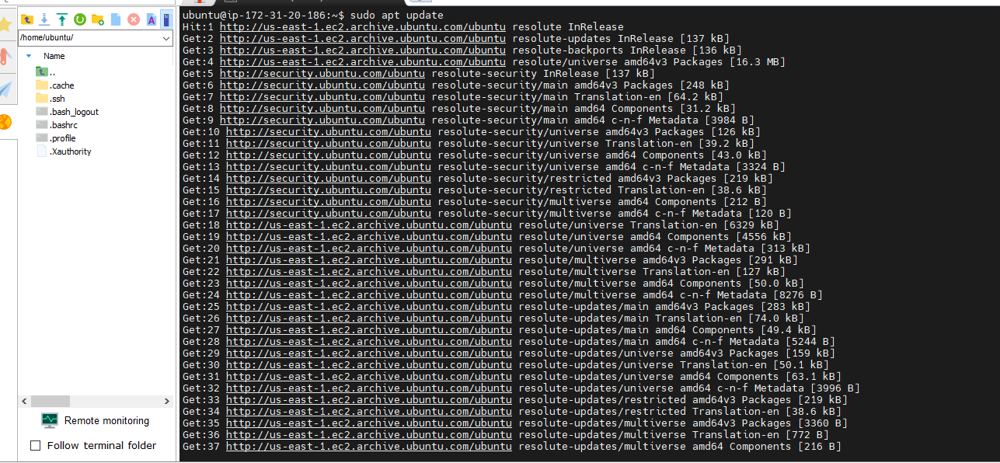 /home/ubuntu/
Name
..
.cache
.ssh
.bash_logout
.bashrc
.profile
.Xauthority
Remote monitoring
Follow terminal folder
ubuntu@ip-172-31-20-186:~$ sudo apt update
Hit:1 http://us-east-1.ec2.archive.ubuntu.com/ubuntu resolute InRelease
Get:2 http://us-east-1.ec2.archive.ubuntu.com/ubuntu resolute-updates InRelease [137 kB]
Get:3 http://us-east-1.ec2.archive.ubuntu.com/ubuntu resolute-backports InRelease [136 kB]
Get:4 http://us-east-1.ec2.archive.ubuntu.com/ubuntu resolute/universe amd64v3 Packages [16.3 MB]
Get:5 http://security.ubuntu.com/ubuntu resolute-security InRelease [137 kB]
Get:6 http://security.ubuntu.com/ubuntu resolute-security/main amd64v3 Packages [248 kB]
Get:7 http://security.ubuntu.com/ubuntu resolute-security/main Translation-en [64.2 kB]
Get:8 http://security.ubuntu.com/ubuntu resolute-security/main amd64 Components [31.2 kB]
Get:9 http://security.ubuntu.com/ubuntu resolute-security/main amd64 c-n-f Metadata [3984 B]
Get:10 http://security.ubuntu.com/ubuntu resolute-security/universe amd64v3 Packages [126 kB]
Get:11 http://security.ubuntu.com/ubuntu resolute-security/universe Translation-en [39.2 kB]
Get:12 http://security.ubuntu.com/ubuntu resolute-security/universe amd64 Components [43.0 kB]
Get:13 http://security.ubuntu.com/ubuntu resolute-security/universe amd64 c-n-f Metadata [3324 B]
Get:14 http://security.ubuntu.com/ubuntu resolute-security/restricted amd64v3 Packages [219 kB]
Get:15 http://security.ubuntu.com/ubuntu resolute-security/restricted Translation-en [38.6 kB]
Get:16 http://security.ubuntu.com/ubuntu resolute-security/multiverse amd64 Components [212 B]
Get:17 http://security.ubuntu.com/ubuntu resolute-security/multiverse amd64 c-n-f Metadata [120 B]
Get:18 http://us-east-1.ec2.archive.ubuntu.com/ubuntu resolute/universe Translation-en [6329 kB]
Get:19 http://us-east-1.ec2.archive.ubuntu.com/ubuntu resolute/universe amd64 Components [4556 kB]
Get:20 http://us-east-1.ec2.archive.ubuntu.com/ubuntu resolute/universe amd64 c-n-f Metadata [313 kB]
Get:21 http://us-east-1.ec2.archive.ubuntu.com/ubuntu resolute/multiverse amd64v3 Packages [291 kB]
Get:22 http://us-east-1.ec2.archive.ubuntu.com/ubuntu resolute/multiverse Translation-en [127 kB]
Get:23 http://us-east-1.ec2.archive.ubuntu.com/ubuntu resolute/multiverse amd64 Components [50.0 kB]
Get:24 http://us-east-1.ec2.archive.ubuntu.com/ubuntu resolute/multiverse amd64 c-n-f Metadata [8276 B]
Get:25 http://us-east-1.ec2.archive.ubuntu.com/ubuntu resolute-updates/main amd64v3 Packages [283 kB]
Get:26 http://us-east-1.ec2.archive.ubuntu.com/ubuntu resolute-updates/main Translation-en [74.0 kB]
Get:27 http://us-east-1.ec2.archive.ubuntu.com/ubuntu resolute-updates/main amd64 Components [49.4 kB]
Get:28 http://us-east-1.ec2.archive.ubuntu.com/ubuntu resolute-updates/main amd64 c-n-f Metadata [5244 B]
Get:29 http://us-east-1.ec2.archive.ubuntu.com/ubuntu resolute-updates/universe amd64v3 Packages [159 kB]
Get:30 http://us-east-1.ec2.archive.ubuntu.com/ubuntu resolute-updates/universe Translation-en [50.1 kB]
Get:31 http://us-east-1.ec2.archive.ubuntu.com/ubuntu resolute-updates/universe amd64 Components [63.1 kB]
Get:32 http://us-east-1.ec2.archive.ubuntu.com/ubuntu resolute-updates/universe amd64 c-n-f Metadata [3996 B]
Get:33 http://us-east-1.ec2.archive.ubuntu.com/ubuntu resolute-updates/restricted amd64v3 Packages [219 kB]
Get:34 http://us-east-1.ec2.archive.ubuntu.com/ubuntu resolute-updates/restricted Translation-en [38.6 kB]
Get:35 http://us-east-1.ec2.archive.ubuntu.com/ubuntu resolute-updates/multiverse amd64v3 Packages [3360 B]
Get:36 http://us-east-1.ec2.archive.ubuntu.com/ubuntu resolute-updates/multiverse Translation-en [772 B]
Get:37 http://us-east-1.ec2.archive.ubuntu.com/ubuntu resolute-updates/multiverse amd64 Components [216 B]